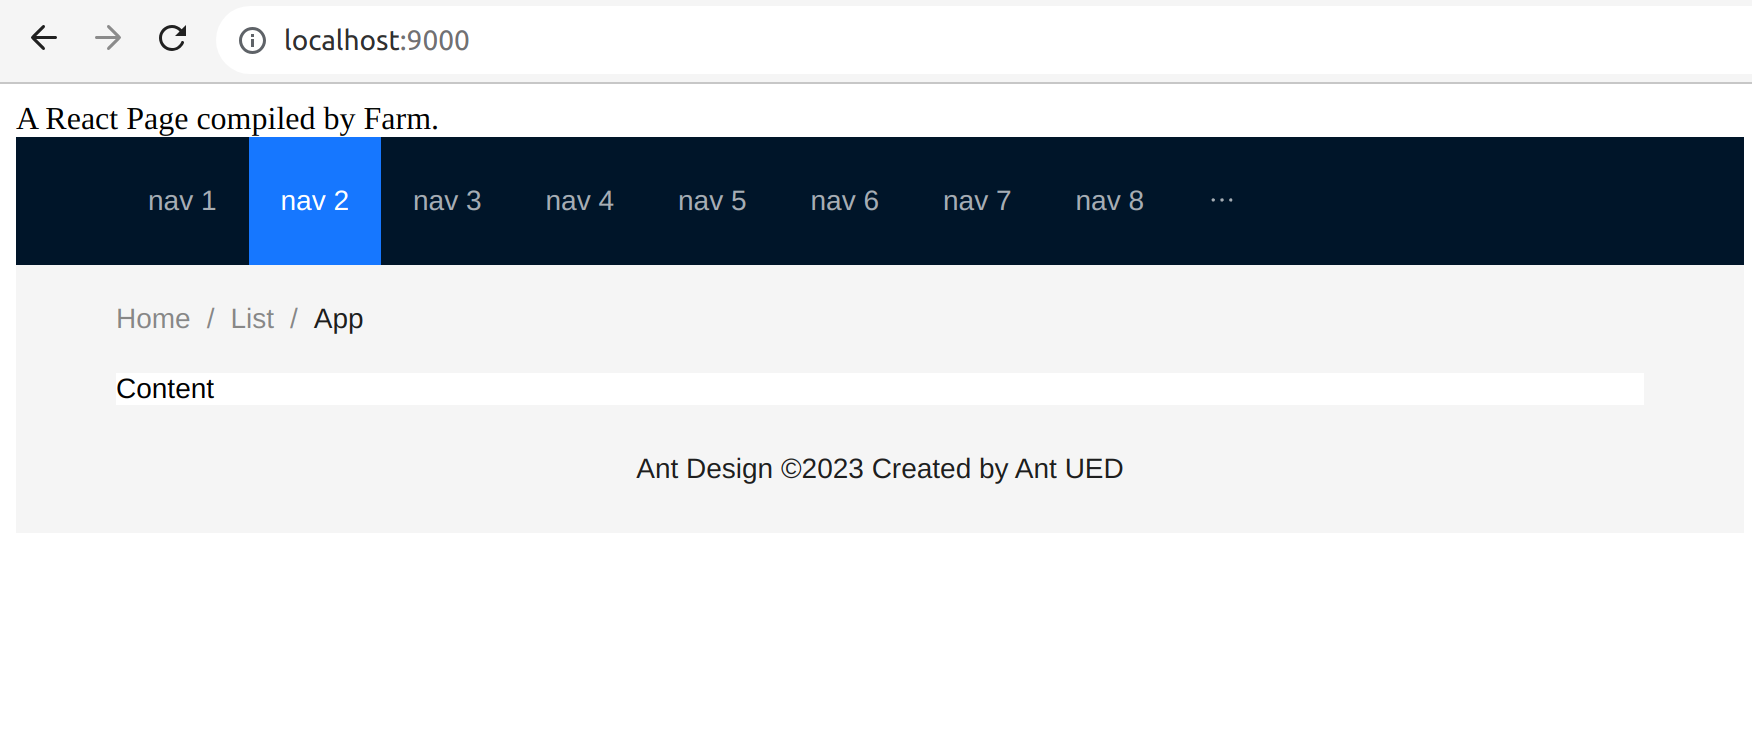 localhost:9000
A React Page compiled by Farm.
nav 1 nav 2 nav 3 nav 4 nav 5 nav 6 nav 7 nav 8 ···
Home / List / App
Content
Ant Design ©2023 Created by Ant UED